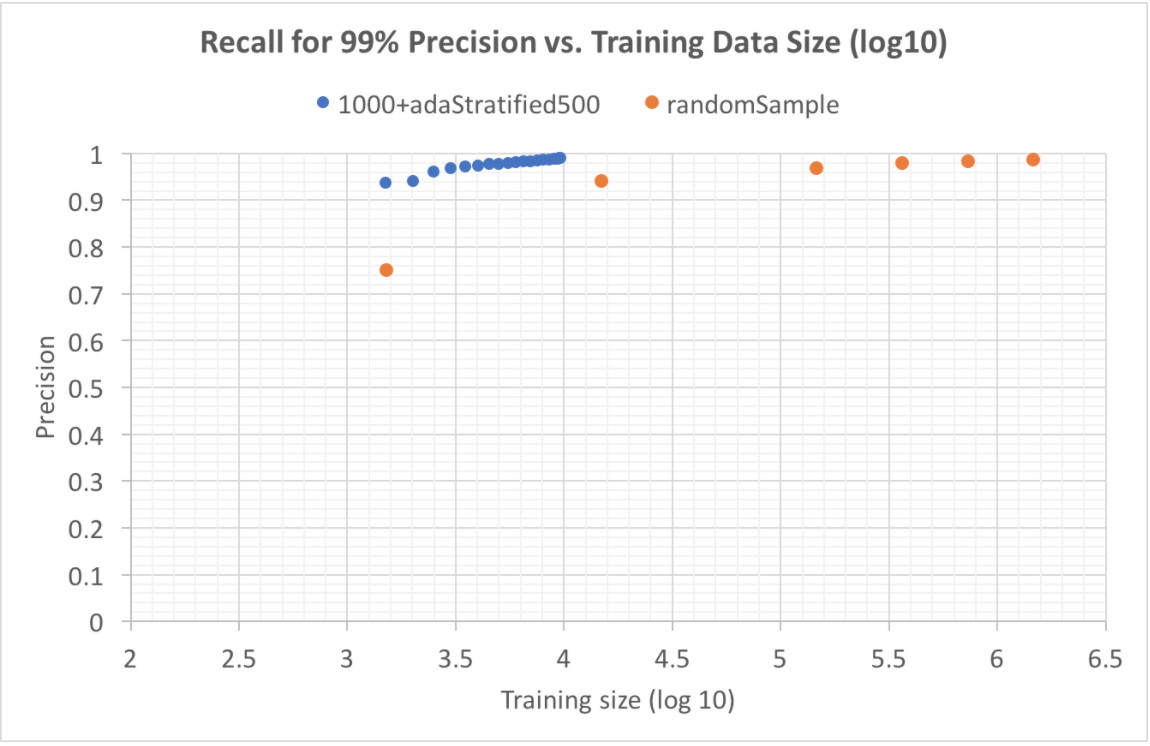 Recall for 99% Precision vs. Training Data Size (log10)
1000+adaStratified500 randomSample
1
0.9
0.8
0.7
0.6
0.5
0.4
0.3
0.2
0.1
0
Precision
2 2.5 3 3.5 4 4.5 5 5.5 6 6.5
Training size (log 10)